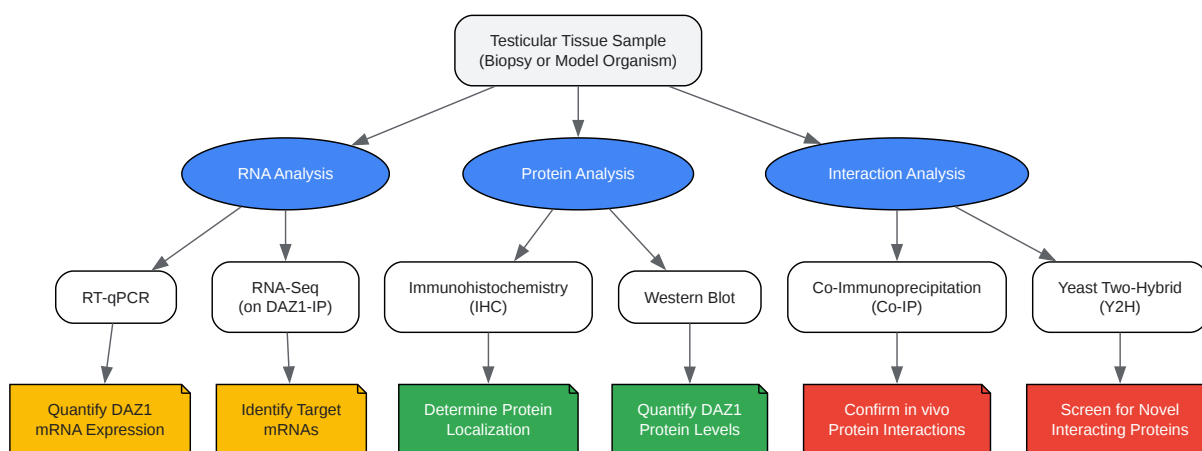 Testicular Tissue Sample
(Biopsy or Model Organism)
RNA Analysis
Protein Analysis
Interaction Analysis
RT-qPCR
RNA-Seq
(on DAZ1-IP)
Immunohistochemistry
(IHC)
Western Blot
Co-Immunoprecipitation
(Co-IP)
Yeast Two-Hybrid
(Y2H)
Quantify DAZ1
mRNA Expression
Identify Target
mRNAs
Determine Protein
Localization
Quantify DAZ1
Protein Levels
Confirm in vivo
Protein Interactions
Screen for Novel
Interacting Proteins